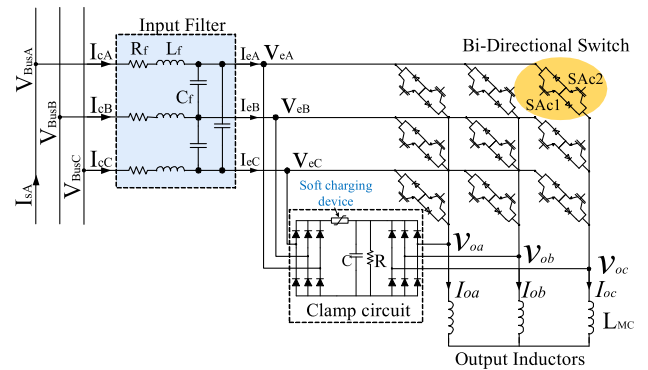 Input Filter
Bi-Directional Switch
V_BusA
I_cA
R_f
L_f
I_eA
V_eA
SAc2
SAc1
C_f
V_BusB
I_cB
I_eB
V_eB
V_BusC
I_cC
I_eC
V_eC
I_sA
Soft charging
device
C
R
Clamp circuit
v_oa
v_ob
v_oc
I_oa
I_ob
I_oc
L_MC
Output Inductors